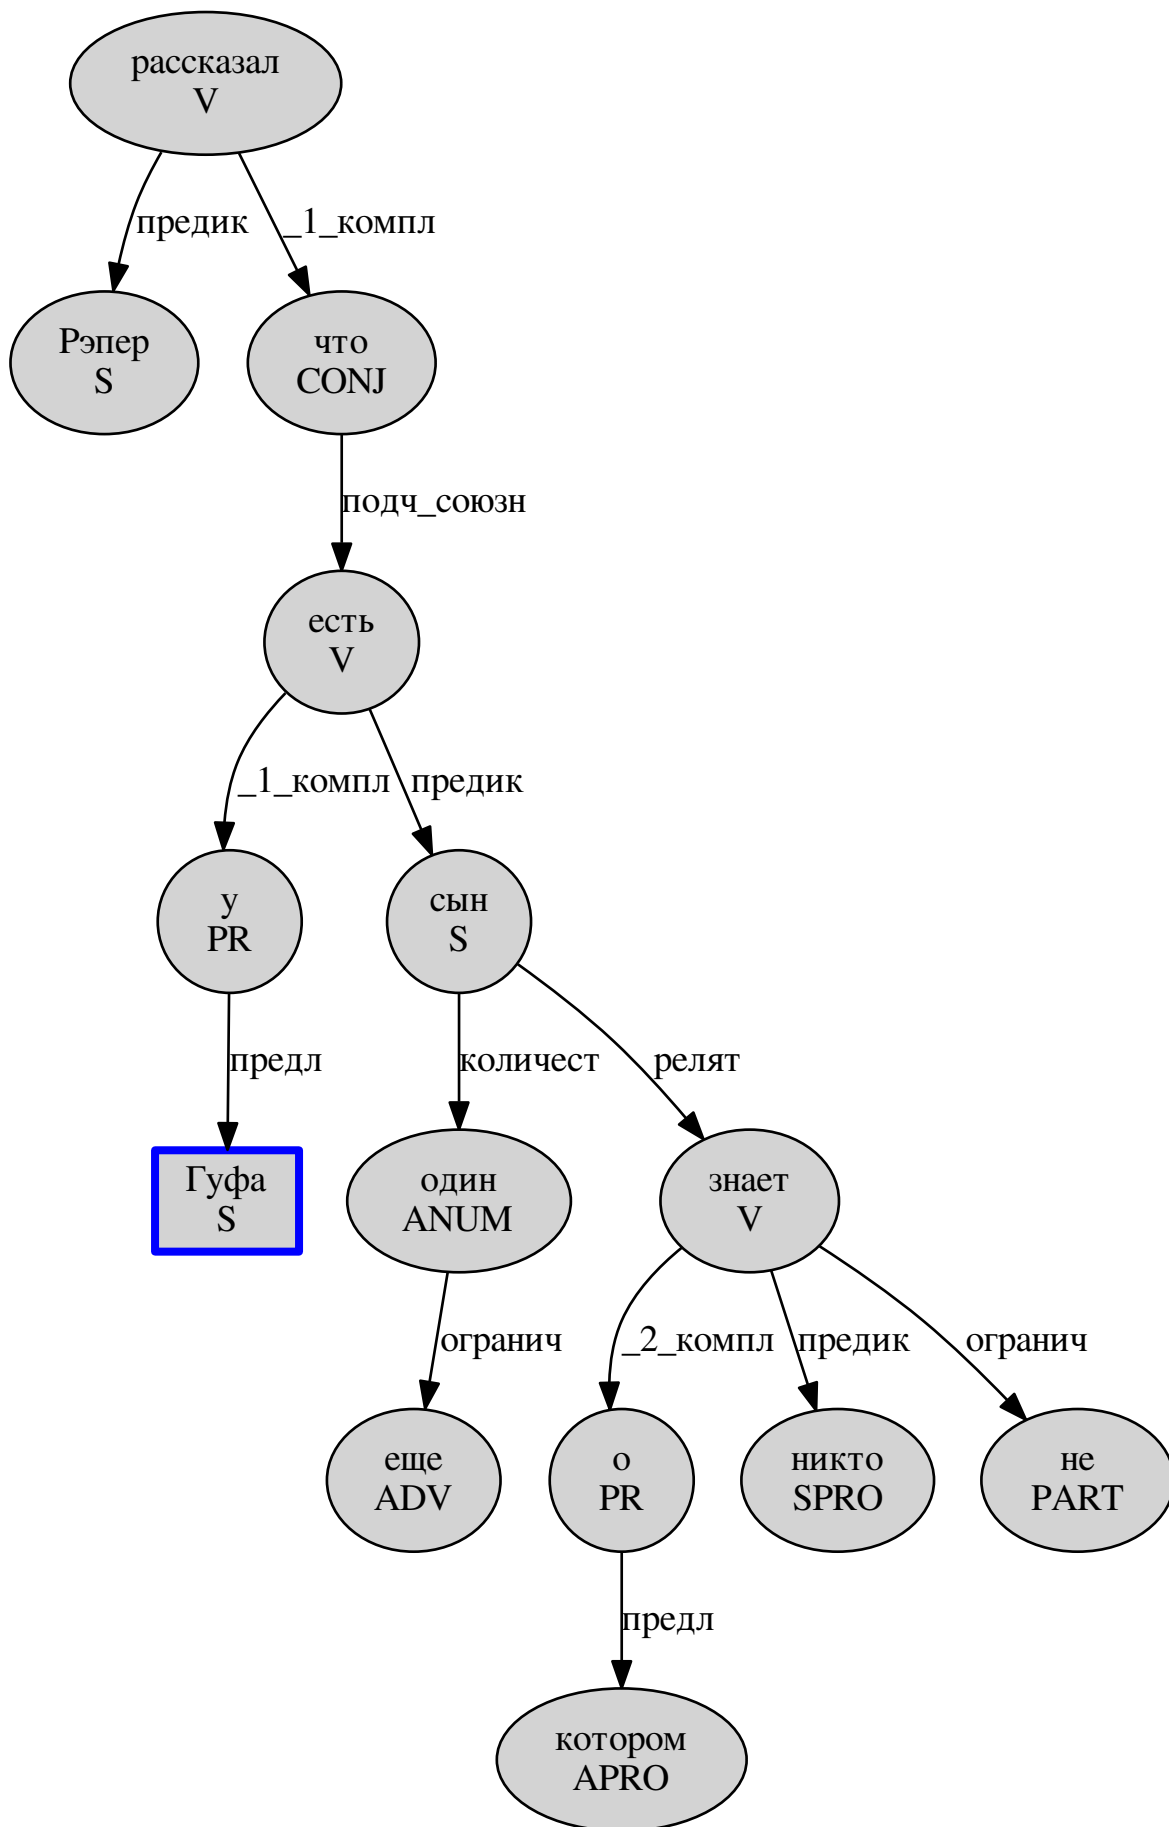 рассказал
V
предик
_1_компл
Рэпер
S
что
CONJ
подч_союзн
есть
V
_1_компл
предик
у
PR
сын
S
предл
количест
релят
Гуфа
S
один
ANUM
знает
V
огранич
_2_компл
предик
огранич
еще
ADV
о
PR
никто
SPRO
не
PART
предл
котором
APRO